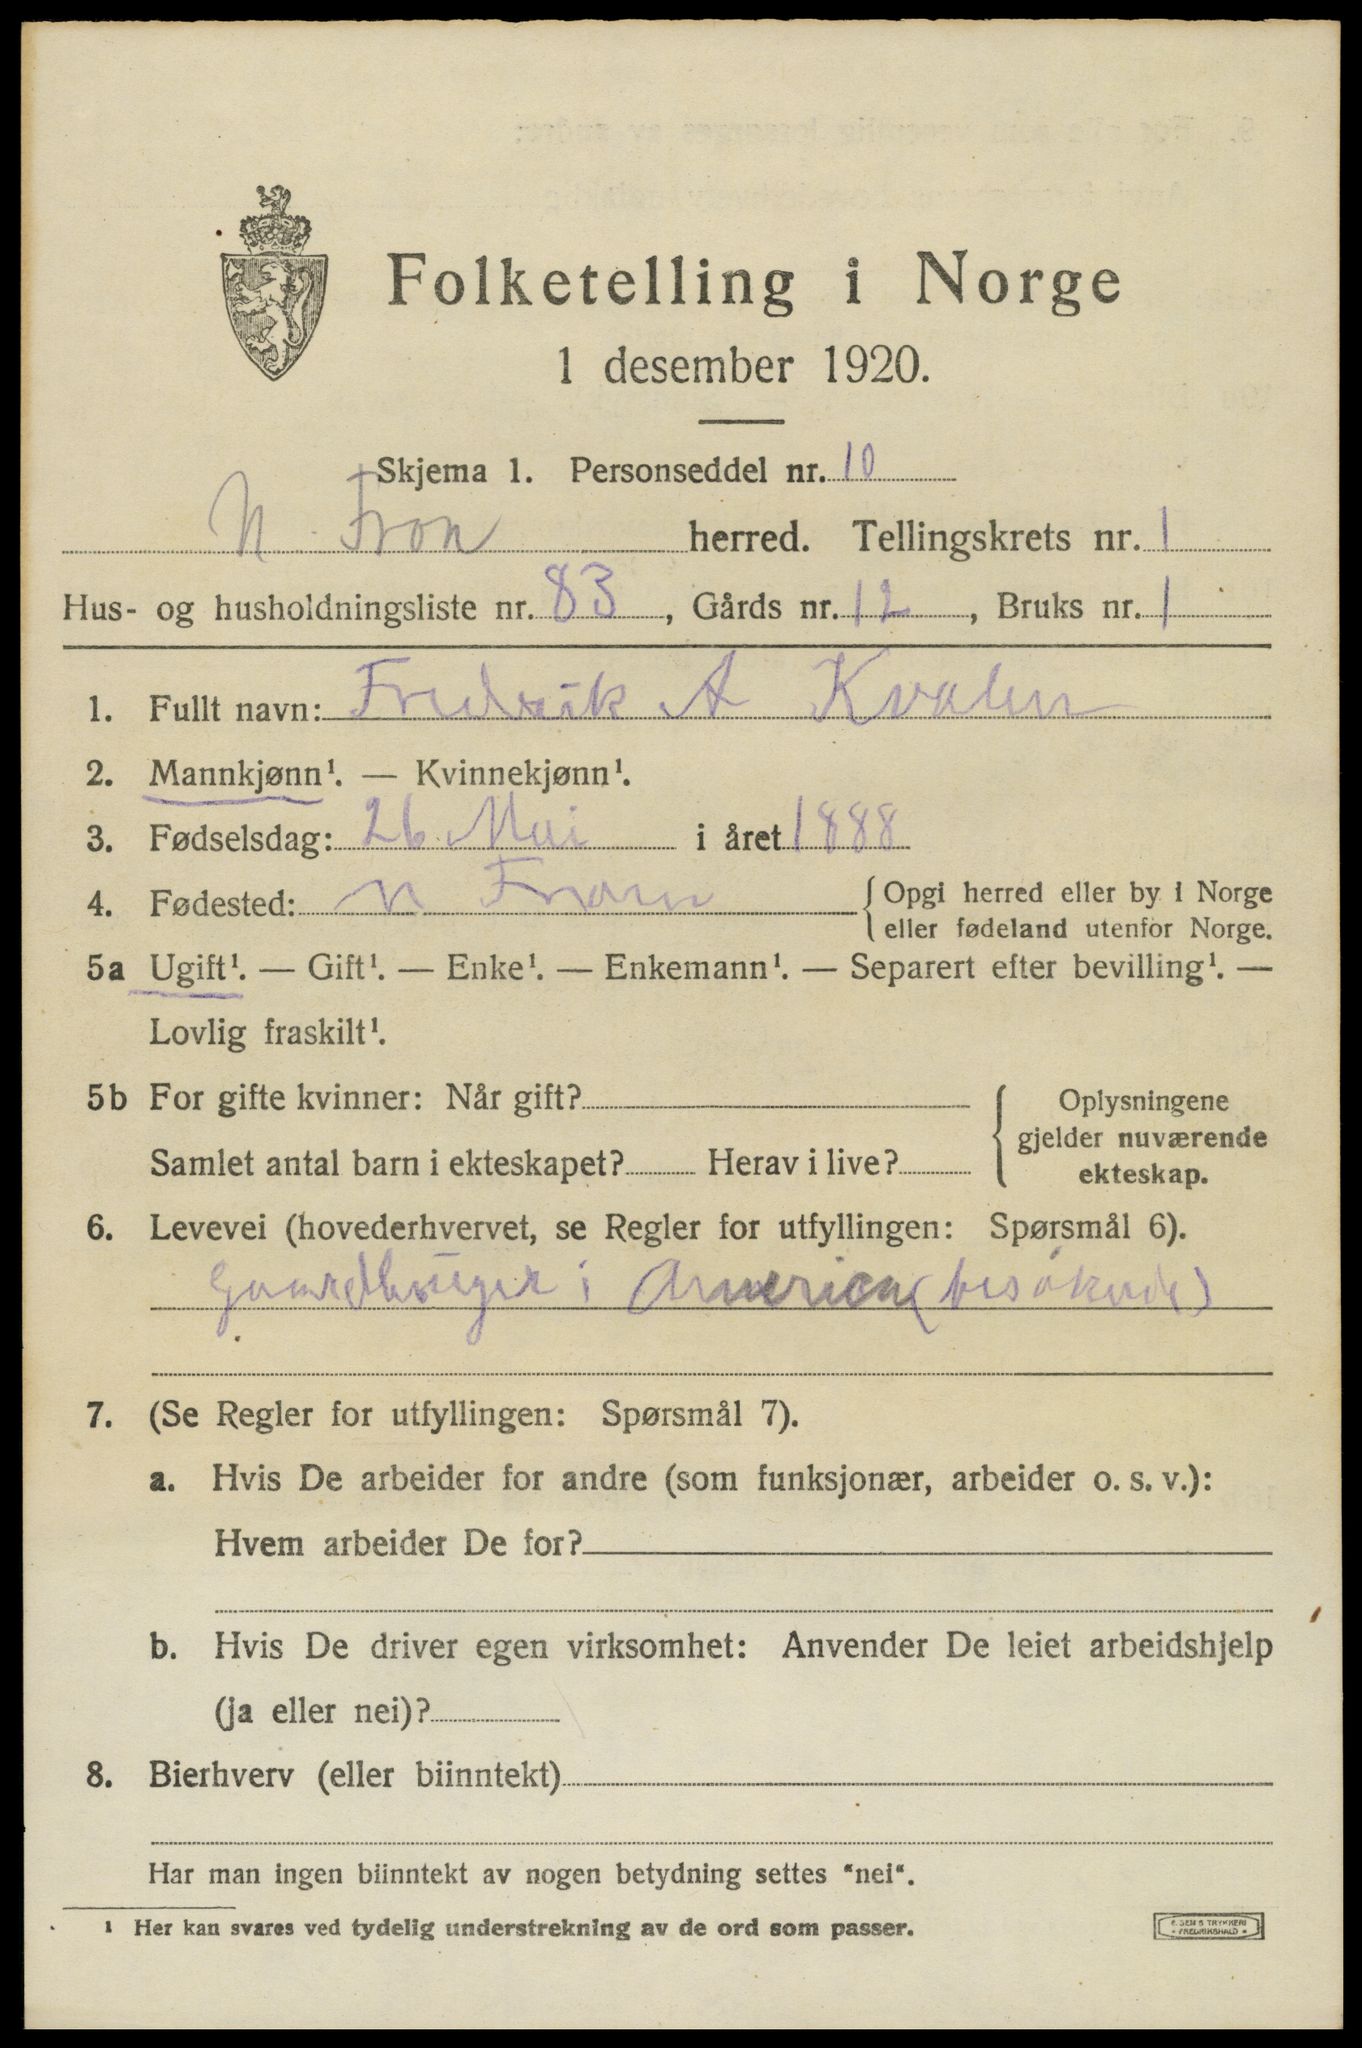 Folketelling i Norge
1 desember 1920.
Skjema 1. Personseddel nr. 10
N. Fron herred. Tellingskrets nr. 1
Hus- og husholdningsliste nr. 83, Gårds nr. 12, Bruks nr. 1
1. Fullt navn: Fredrik A Kvalen
2. Mannkjønn¹. — Kvinnekjønn¹.
3. Fødselsdag: 26 Mai i året 1888
4. Fødested: N Fron { Opgi herred eller by i Norge
eller fødeland utenfor Norge.
5a Ugift¹. — Gift¹. — Enke¹. — Enkemann¹. — Separert efter bevilling¹. —
Lovlig fraskilt¹.
5b For gifte kvinner: Når gift? { Oplysningene
gjelder nuværende
Samlet antal barn i ekteskapet? Herav i live?
ekteskap.
6. Levevei (hovederhvervet, se Regler for utfyllingen: Spørsmål 6).
Gaardbruger i America (besøkende)
7. (Se Regler for utfyllingen: Spørsmål 7).
a. Hvis De arbeider for andre (som funksjonær, arbeider o. s. v.):
Hvem arbeider De for?
b. Hvis De driver egen virksomhet: Anvender De leiet arbeidshjelp
(ja eller nei)?
8. Bierhverv (eller biinntekt)
Har man ingen biinntekt av nogen betydning settes "nei".
¹ Her kan svares ved tydelig understrekning av de ord som passer.
TRYKKERI
FREDRIKSHALD